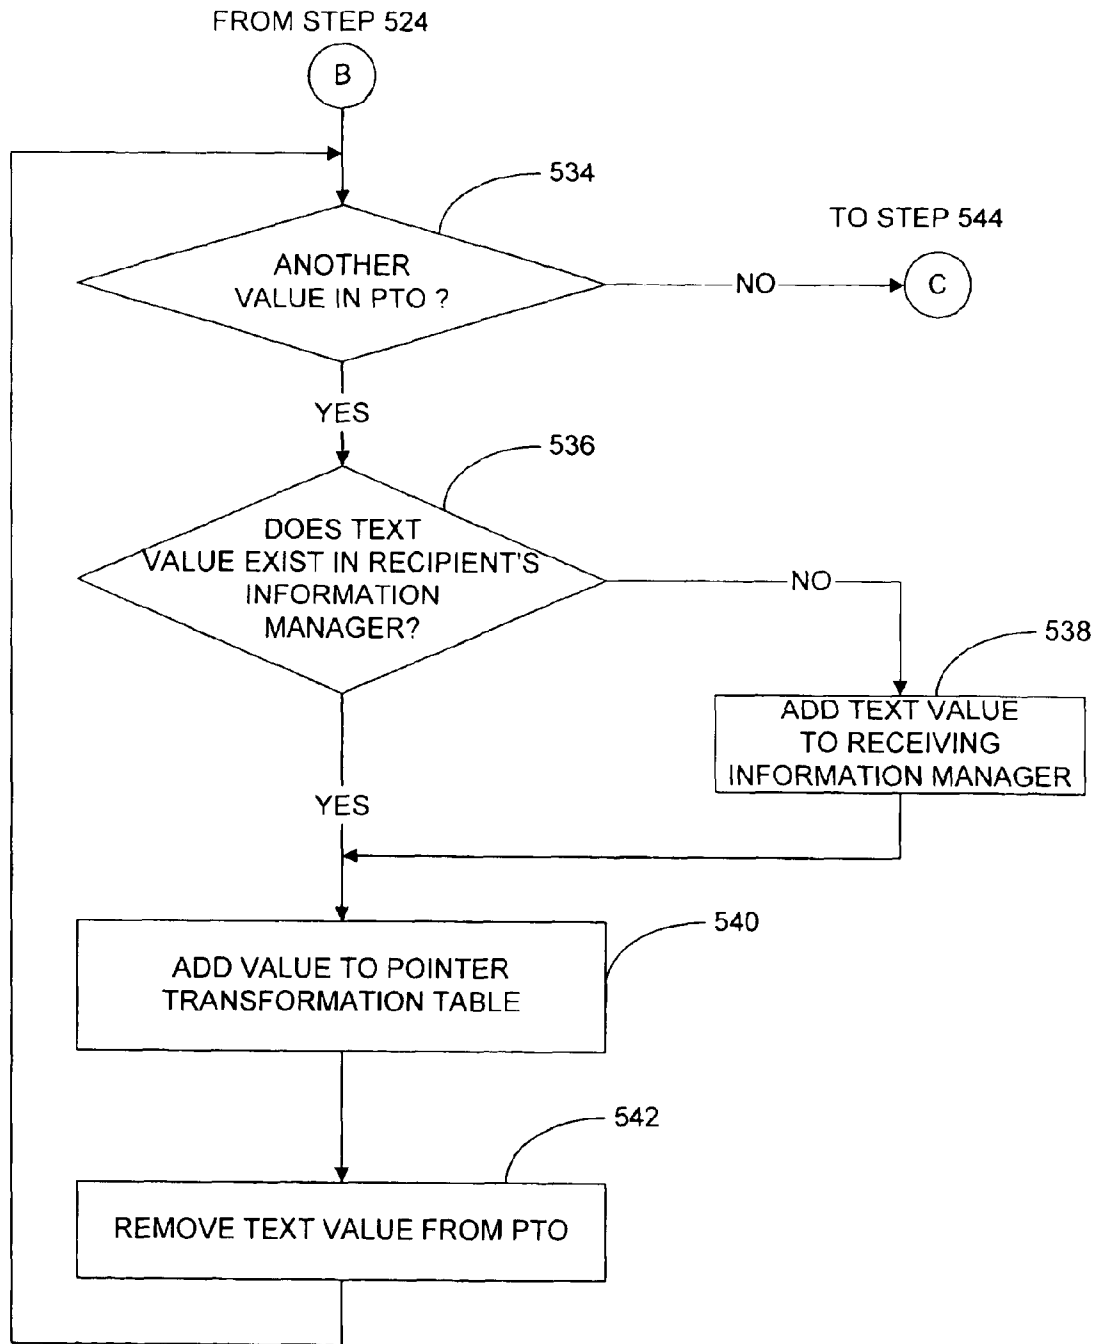 FROM STEP 524
B
534
TO STEP 544
ANOTHER
VALUE IN PTO ?
NO
C
YES
536
DOES TEXT
VALUE EXIST IN RECIPIENT'S
INFORMATION
MANAGER?
NO
538
ADD TEXT VALUE
TO RECEIVING
INFORMATION MANAGER
YES
540
ADD VALUE TO POINTER
TRANSFORMATION TABLE
542
REMOVE TEXT VALUE FROM PTO